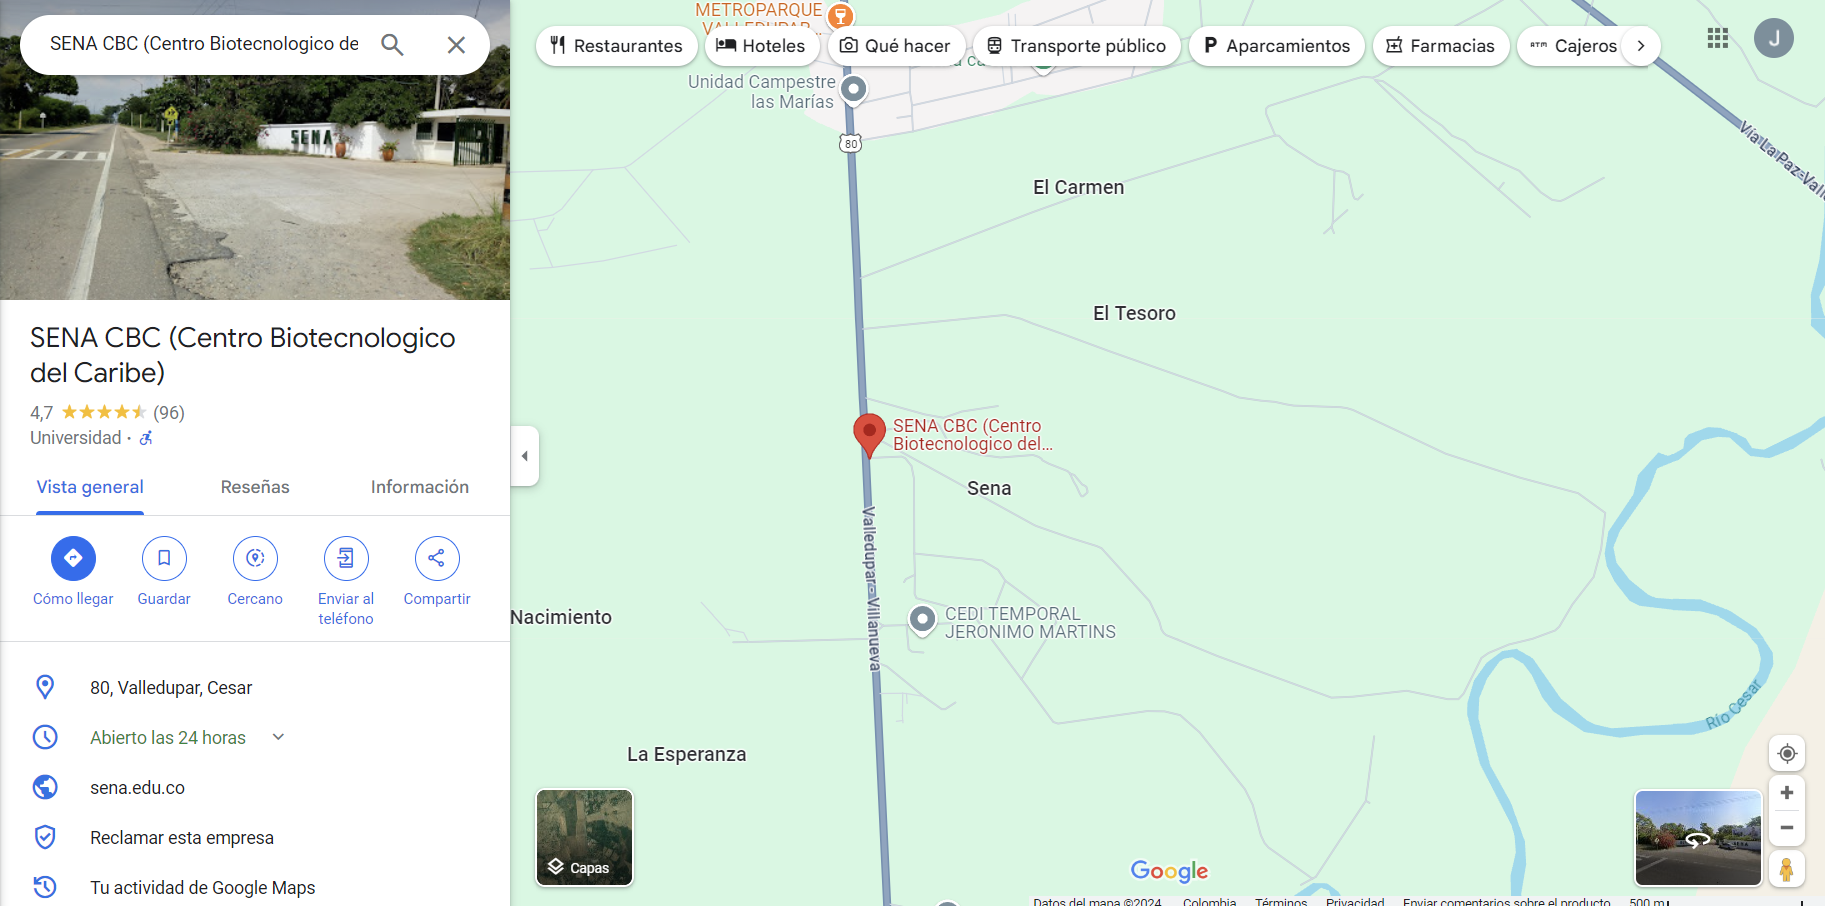 SENA CBC (Centro Biotecnologico de
SENA
SENA CBC (Centro Biotecnologico
del Caribe)
4,7 (96)
Universidad ·
Vista general
Reseñas
Información
Cómo llegar
Guardar
Cercano
Enviar al
teléfono
Compartir
80, Valledupar, Cesar
Abierto las 24 horas
sena.edu.co
Reclamar esta empresa
Tu actividad de Google Maps
METROPARQUE
VALLEDUPAR...
Restaurantes
Hoteles
Qué hacer
Transporte público
Aparcamientos
Farmacias
ATM Cajeros
J
Unidad Campestre
las Marías
80
El Carmen
Vía La Paz-Vall
El Tesoro
SENA CBC (Centro
Biotecnologico del...
Sena
Valledupar - Villanueva
Nacimiento
CEDI TEMPORAL
JERONIMO MARTINS
Río Cesar
La Esperanza
Capas
Google
Datos del mapa ©2024
Colombia
Términos
Privacidad
Enviar comentarios sobre el producto
500 m